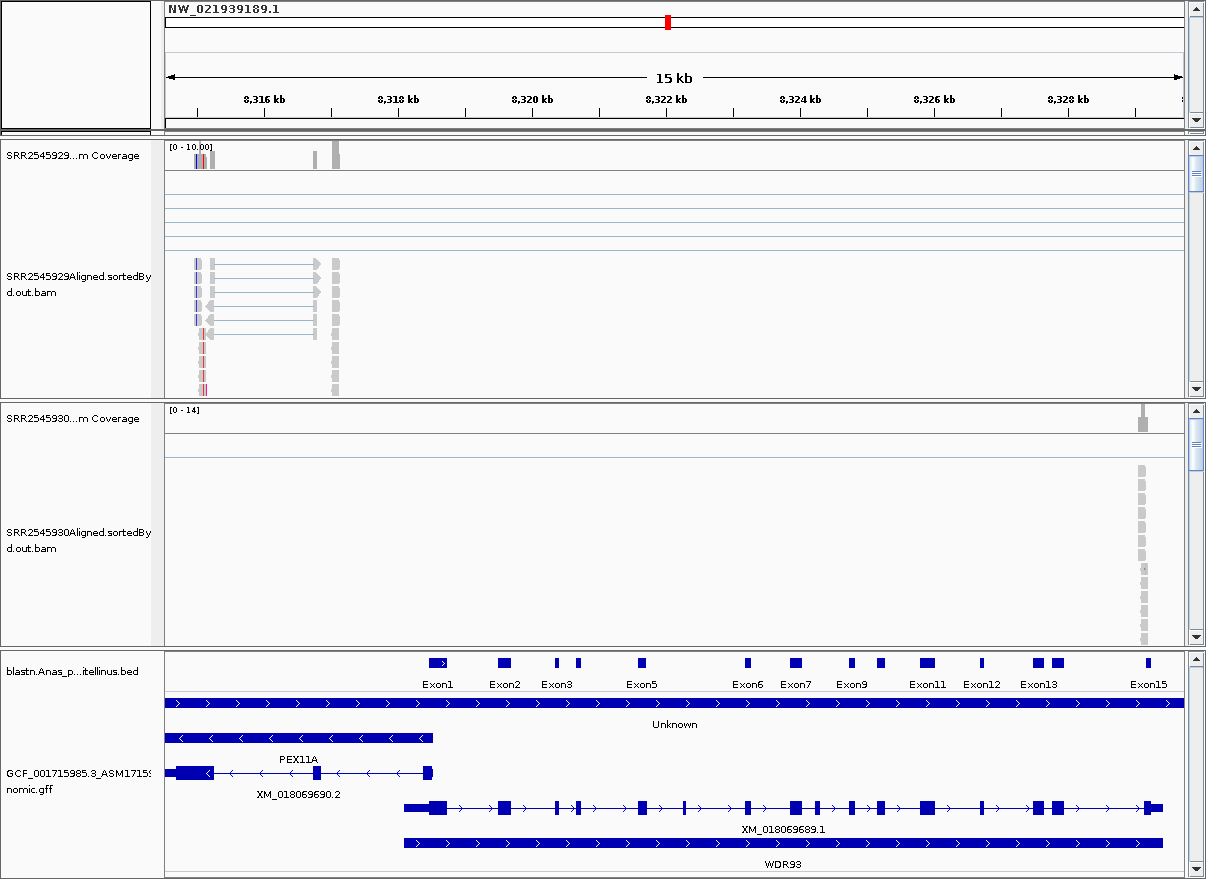 NW_021939189.1
15 kb
8,316 kb 8,318 kb 8,320 kb 8,322 kb 8,324 kb 8,326 kb 8,328 kb
[0 - 10.00]
SRR2545929...m Coverage
SRR2545929Aligned.sortedBy
d.out.bam
[0 - 14]
SRR2545930...m Coverage
SRR2545930Aligned.sortedBy
d.out.bam
blastn.Anas_p...itellinus.bed
Exon1 Exon2 Exon3 Exon5 Exon6 Exon7 Exon9 Exon11 Exon12 Exon13 Exon15
Unknown
PEX11A
GCF_001715985.3_ASM1715
nomic.gff
XM_018069690.2
XM_018069689.1
WDR93